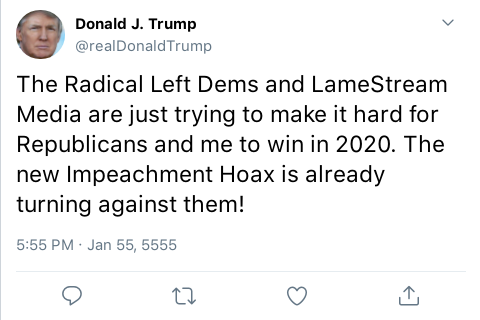 Donald J. Trump
@realDonaldTrump
The Radical Left Dems and LameStream
Media are just trying to make it hard for
Republicans and me to win in 2020. The
new Impeachment Hoax is already
turning against them!
5:55 PM · Jan 55, 5555